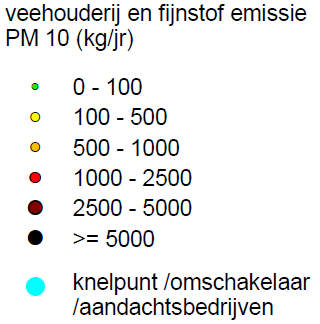 veehouderij en fijnstof emissie
PM 10 (kg/jr)
0 - 100
100 - 500
500 - 1000
1000 - 2500
2500 - 5000
>= 5000
knelpunt /omschakelaar
/aandachtsbedrijven